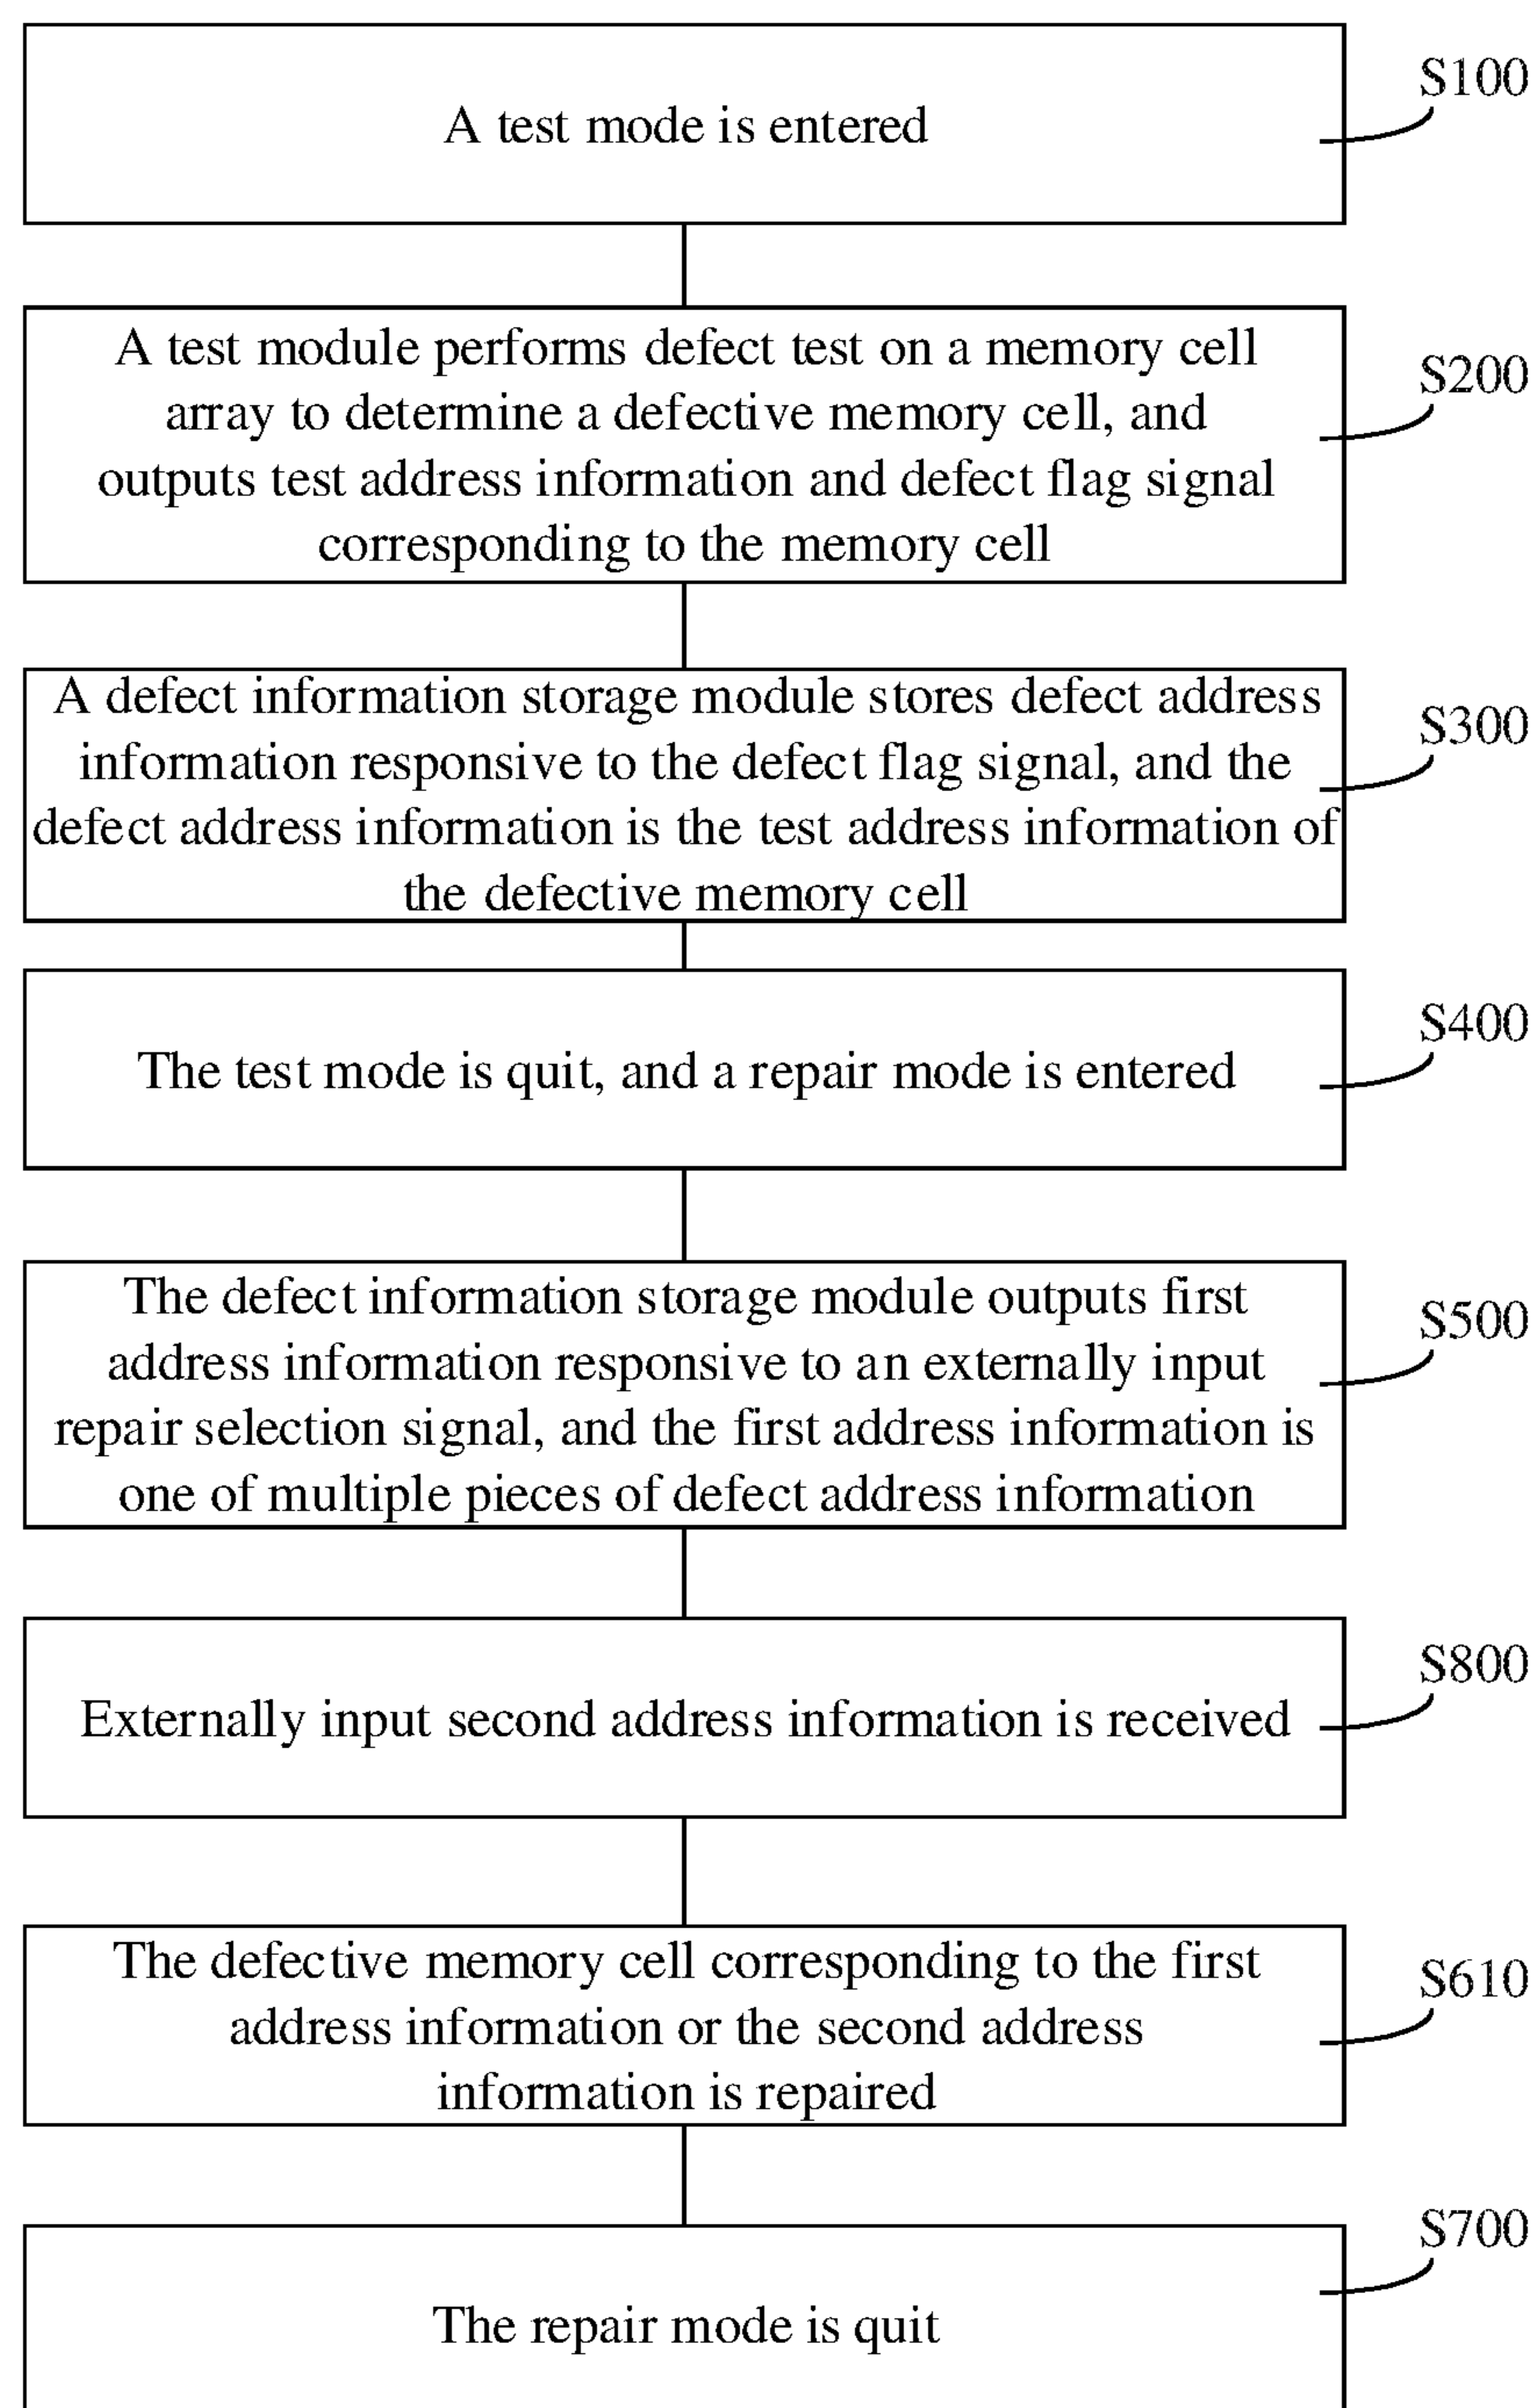 A test mode is entered
S100
A test module performs defect test on a memory cell
array to determine a defective memory cell, and
outputs test address information and defect flag signal
corresponding to the memory cell
S200
A defect information storage module stores defect address
information responsive to the defect flag signal, and the
defect address information is the test address information of
the defective memory cell
S300
The test mode is quit, and a repair mode is entered
S400
The defect information storage module outputs first
address information responsive to an externally input
repair selection signal, and the first address information is
one of multiple pieces of defect address information
S500
Externally input second address information is received
S800
The defective memory cell corresponding to the first
address information or the second address
information is repaired
S610
The repair mode is quit
S700